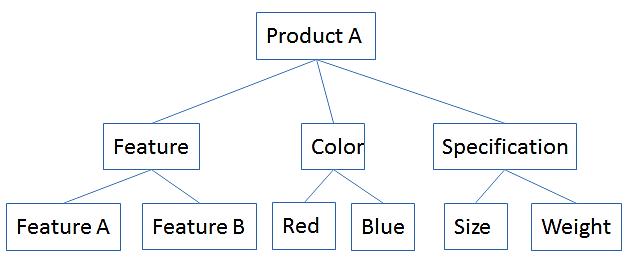 Product A
Feature
Color
Specification
Feature A
Feature B
Red
Blue
Size
Weight